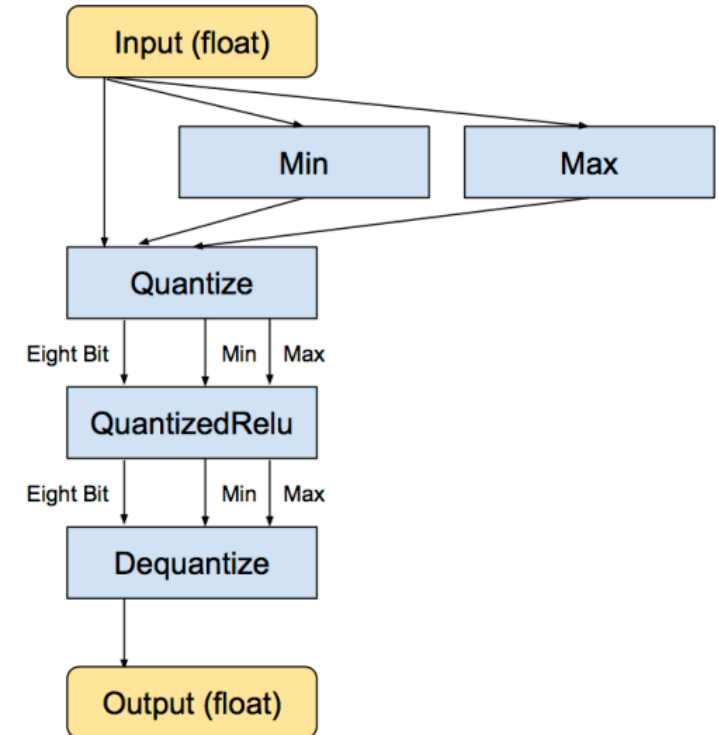 Input (float)
Min
Max
Quantize
Eight Bit
Min
Max
QuantizedRelu
Eight Bit
Min
Max
Dequantize
Output (float)